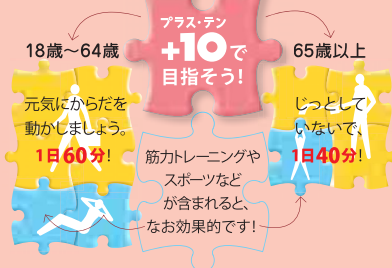 プラス・テン
+10で
目指そう!
18歳～64歳
元気にからだを
動かしましょう。
1日60分!
65歳以上
じっとして
いないで、
1日40分!
筋力トレーニングや
スポーツなど
が含まれると、
なお効果的です!